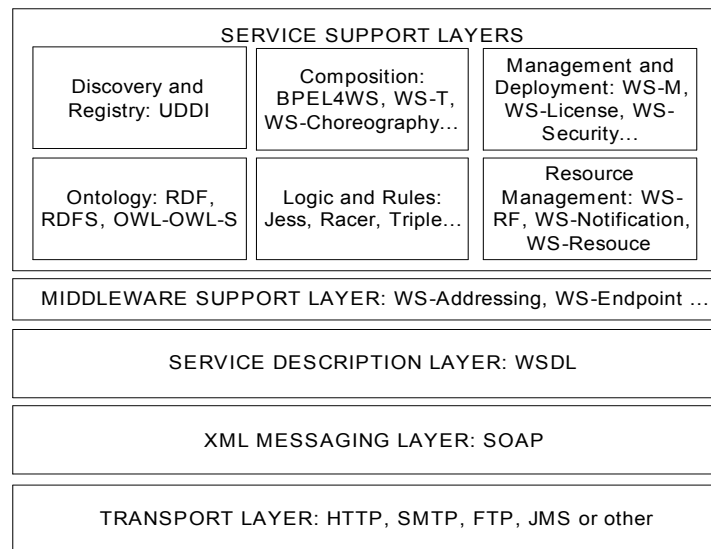 SERVICE SUPPORT LAYERS
Discovery and
Registry: UDDI
Composition:
BPEL4WS, WS-T,
WS-Choreography...
Management and
Deployment: WS-M,
WS-License, WS-
Security...
Ontology: RDF,
RDFS, OWL-OWL-S
Logic and Rules:
Jess, Racer, Triple...
Resource
Management: WS-
RF, WS-Notification,
WS-Resouce
MIDDLEWARE SUPPORT LAYER: WS-Addressing, WS-Endpoint ...
SERVICE DESCRIPTION LAYER: WSDL
XML MESSAGING LAYER: SOAP
TRANSPORT LAYER: HTTP, SMTP, FTP, JMS or other